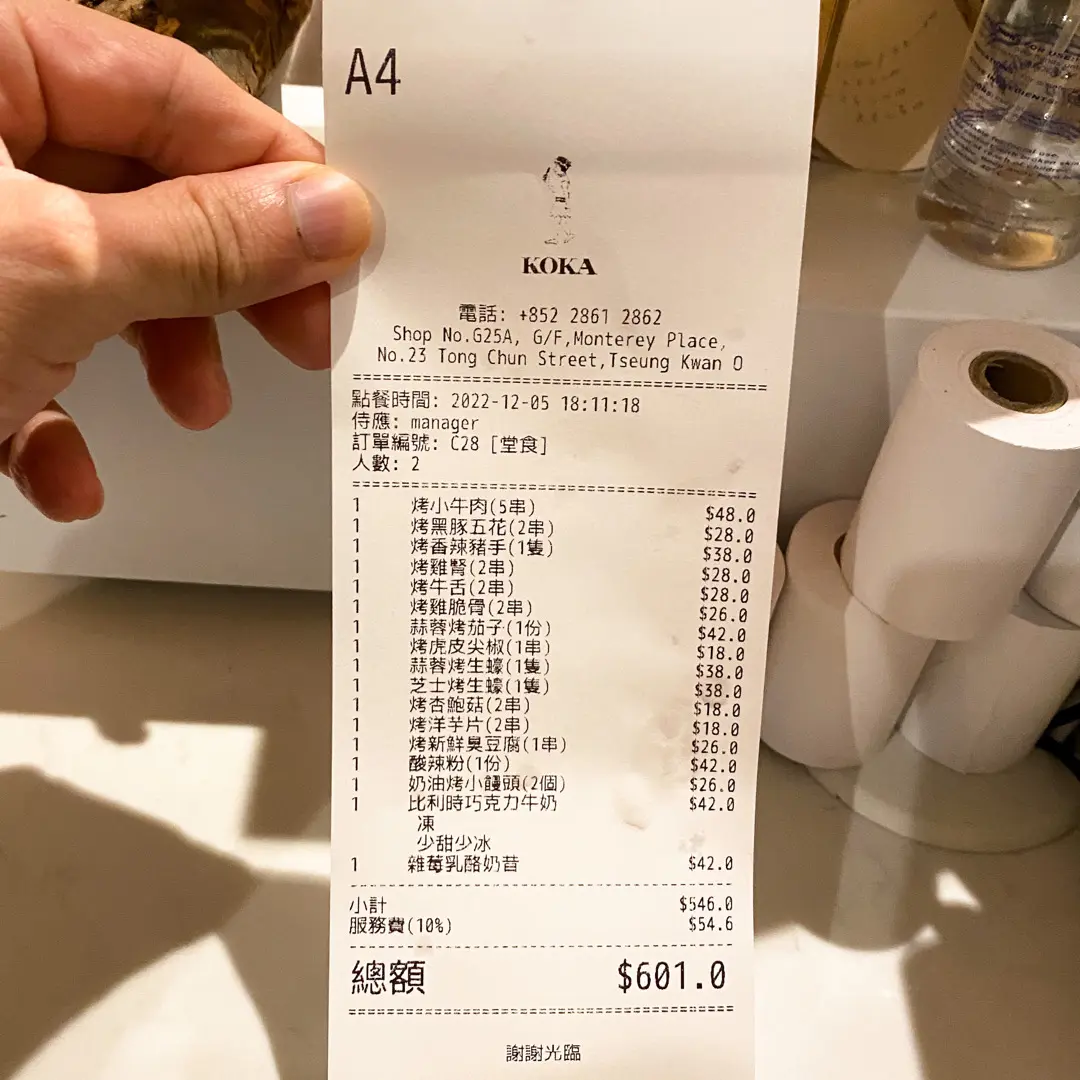 A4
KOKA
電話: +852 2861 2862
Shop No.G25A, G/F,Monterey Place,
No.23 Tong Chun Street,Tseung Kwan O
點餐時間: 2022-12-05 18:11:18
侍應: manager
訂單編號: C28 [堂食]
人數: 2
1 烤小牛肉(5串) $48.0
1 烤黑豚五花(2串) $28.0
1 烤香辣豬手(1隻) $38.0
1 烤雞腎(2串) $28.0
1 烤牛舌(2串) $28.0
1 烤雞脆骨(2串) $26.0
1 蒜蓉烤茄子(1份) $42.0
1 烤虎皮尖椒(1串) $18.0
1 蒜蓉烤生蠔(1隻) $38.0
1 芝士烤生蠔(1隻) $38.0
1 烤杏鮑菇(2串) $18.0
1 烤洋芋片(2串) $18.0
1 烤新鮮臭豆腐(1串) $26.0
1 酸辣粉(1份) $42.0
1 奶油烤小饅頭(2個) $26.0
1 比利時巧克力牛奶 $42.0
凍
少甜少冰
1 雜莓乳酪奶昔 $42.0
小計 $546.0
服務費(10%) $54.6
總額 $601.0
謝謝光臨